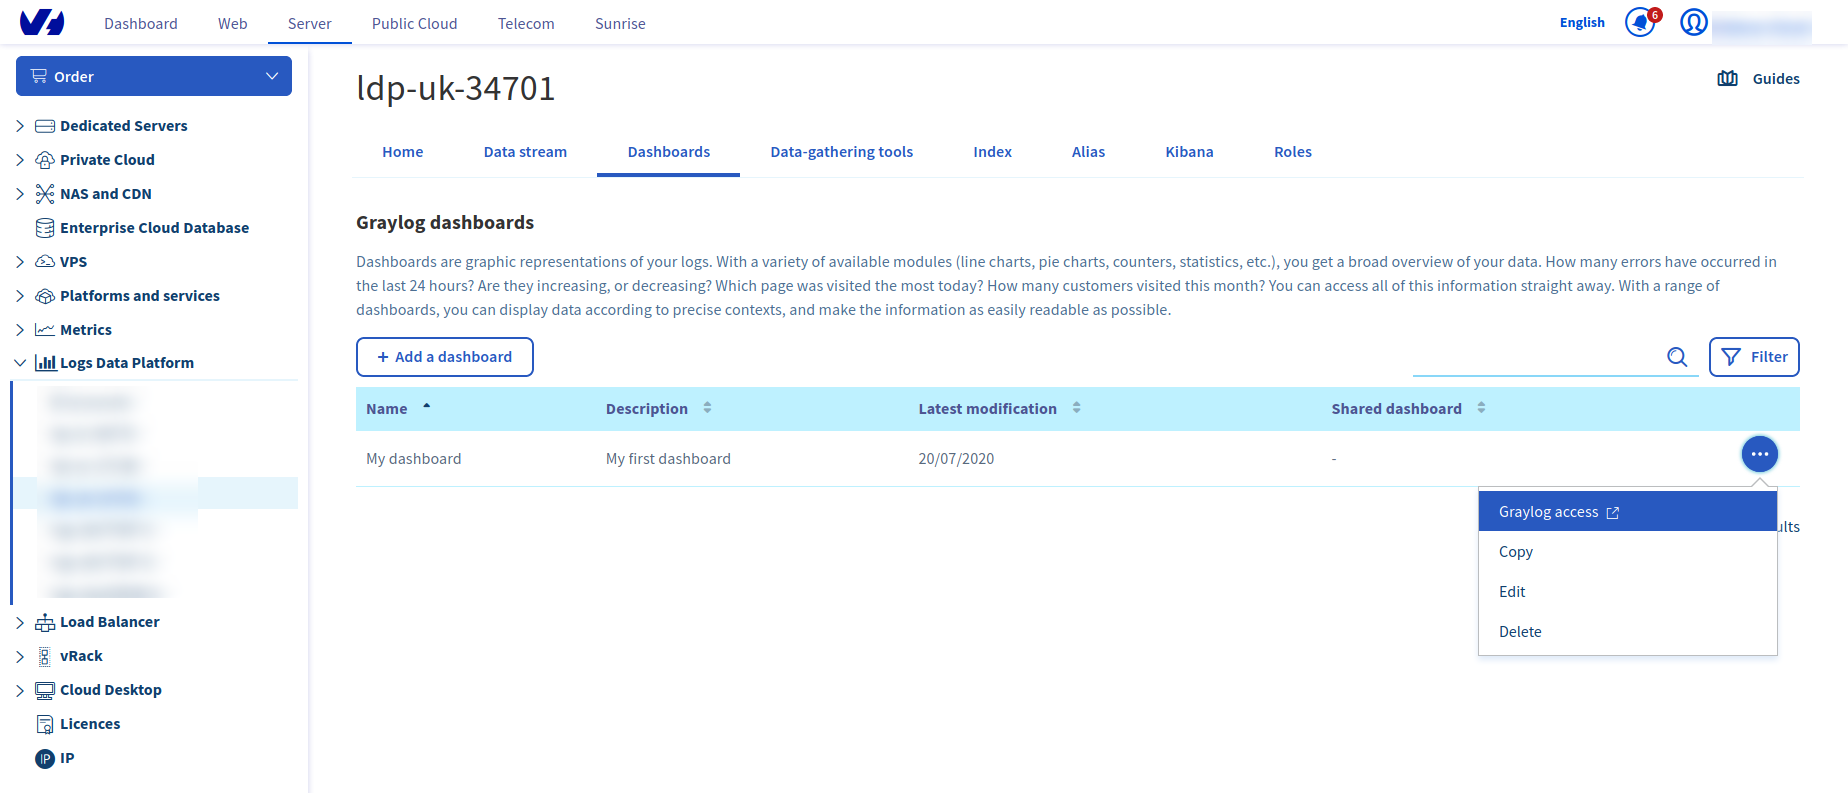 Dashboard Web Server Public Cloud Telecom Sunrise English 6
Order
Dedicated Servers
Private Cloud
NAS and CDN
Enterprise Cloud Database
VPS
Platforms and services
Metrics
Logs Data Platform
Load Balancer
vRack
Cloud Desktop
Licences
IP IP
ldp-uk-34701
Guides
Home Data stream Dashboards Data-gathering tools Index Alias Kibana Roles
Graylog dashboards
Dashboards are graphic representations of your logs. With a variety of available modules (line charts, pie charts, counters, statistics, etc.), you get a broad overview of your data. How many errors have occurred in
the last 24 hours? Are they increasing, or decreasing? Which page was visited the most today? How many customers visited this month? You can access all of this information straight away. With a range of
dashboards, you can display data according to precise contexts, and make the information as easily readable as possible.
+ Add a dashboard Filter
Name Description Latest modification Shared dashboard
My dashboard My first dashboard 20/07/2020 -
Graylog access
Copy
Edit
Delete